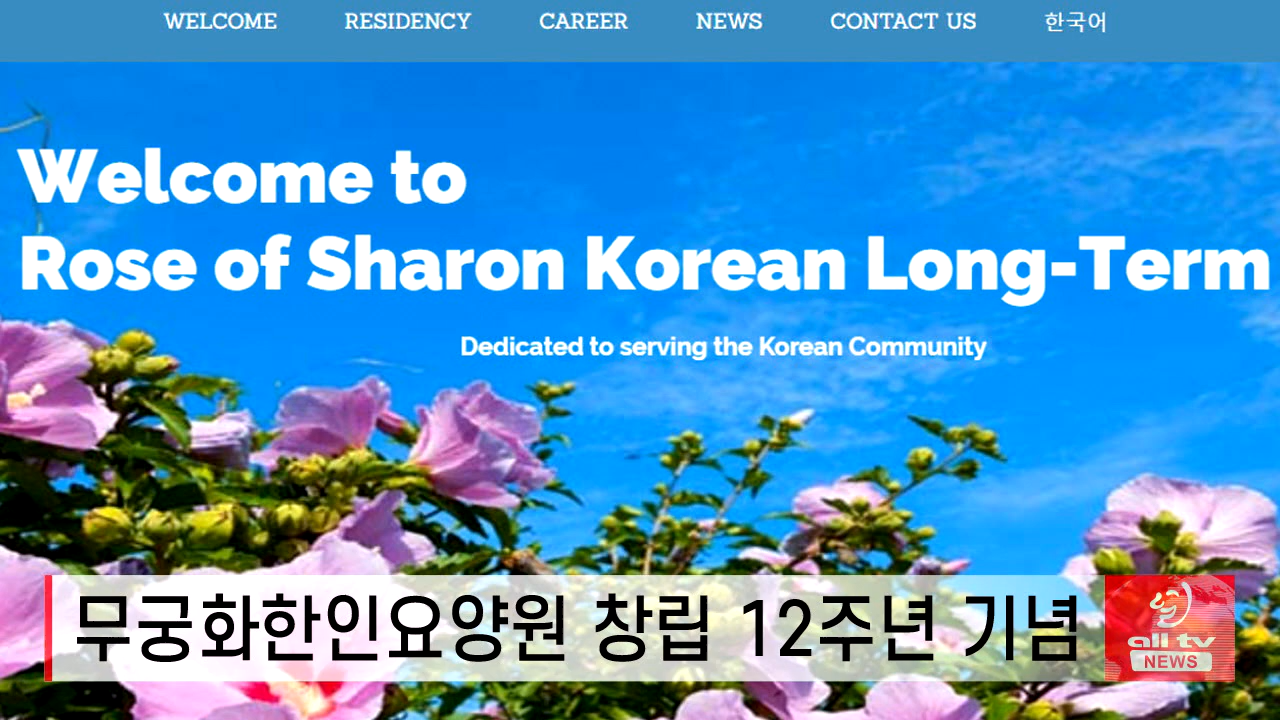 WELCOME RESIDENCY CAREER NEWS CONTACT US 한국어
Welcome to
Rose of Sharon Korean Long-Term
Dedicated to serving the Korean Community
무궁화한인요양원 창립 12주년 기념
all tv
NEWS